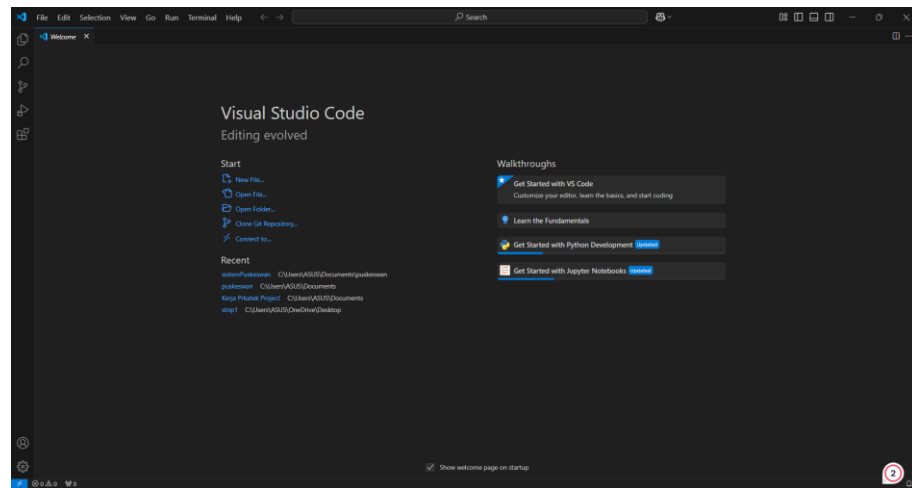 File Edit Selection View Go Run Terminal Help
Search
Welcome
Visual Studio Code
Editing evolved
Start
New File...
Open File...
Open Folder...
Clone Git Repository...
Connect to...
Recent
sistemPuskeswan C:\Users\ASUS\Documents\puskeswan
puskeswan C:\Users\ASUS\Documents
Kerja Prkatek Project C:\Users\ASUS\Documents
strip1 C:\Users\ASUS\OneDrive\Desktop
Walkthroughs
Get Started with VS Code
Customize your editor, learn the basics, and start coding
Learn the Fundamentals
Get Started with Python Development Updated
Get Started with Jupyter Notebooks Updated
Show welcome page on startup
0 0 0
2